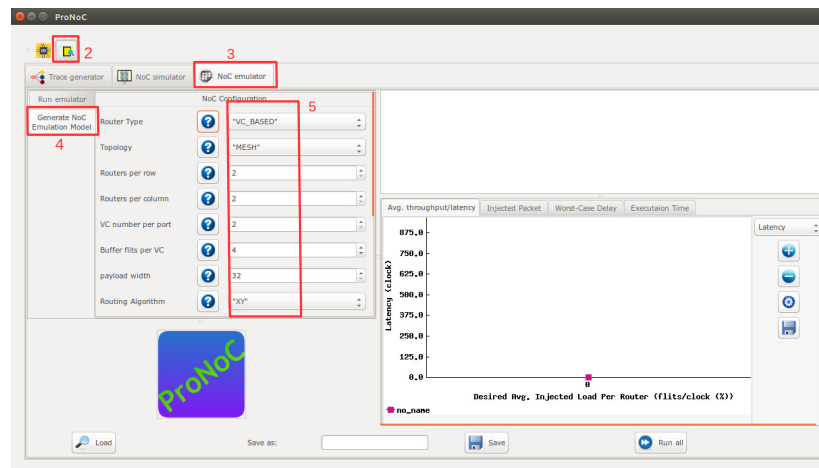 ProNoC
2
3
Trace generator
NoC simulator
NoC emulator
Run emulator
NoC Configuration
5
Generate NoC
Emulation Model
4
Router Type
"VC_BASED"
Topology
"MESH"
Routers per row
2
Routers per column
2
VC number per port
2
Buffer flits per VC
4
payload width
32
Routing Algorithm
"XY"
Avg. throughput/latency
Injected Packet
Worst-Case Delay
Executaion Time
Latency
Latency (clock)
875.0
750.0
625.0
500.0
375.0
250.0
125.0
0.0
0
Desired Avg. Injected Load Per Router (flits/clock (%))
no_name
ProNoC
Load
Save as:
Save
Run all